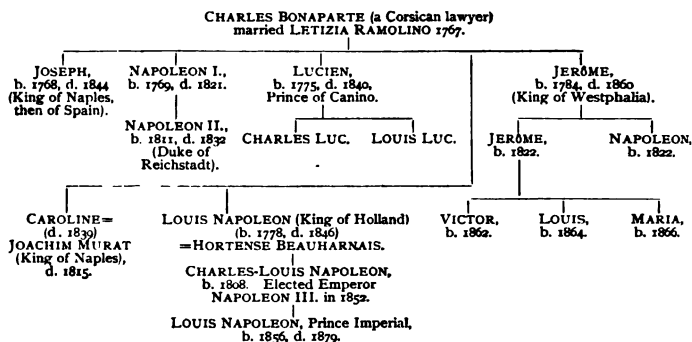 CHARLES BONAPARTE (a Corsican lawyer)
married LETIZIA RAMOLINO 1767.
JOSEPH,
b. 1768, d. 1844
(King of Naples,
then of Spain).
NAPOLEON I.,
b. 1769, d. 1821.
NAPOLEON II.,
b. 1811, d. 1832
(Duke of
Reichstadt).
LUCIEN,
b. 1775, d. 1840,
Prince of Canino.
CHARLES LUC.
LOUIS LUC.
JEROME,
b. 1784, d. 1860
(King of Westphalia).
JEROME,
b. 1822.
NAPOLEON,
b. 1822.
CAROLINE=
(d. 1839)
JOACHIM MURAT
(King of Naples),
d. 1815.
LOUIS NAPOLEON (King of Holland)
(b. 1778, d. 1846)
=HORTENSE BEAUHARNAIS.
CHARLES-LOUIS NAPOLEON,
b. 1808. Elected Emperor
NAPOLEON III. in 1852.
LOUIS NAPOLEON, Prince Imperial,
b. 1856, d. 1879.
VICTOR,
b. 1862.
LOUIS,
b. 1864.
MARIA,
b. 1866.